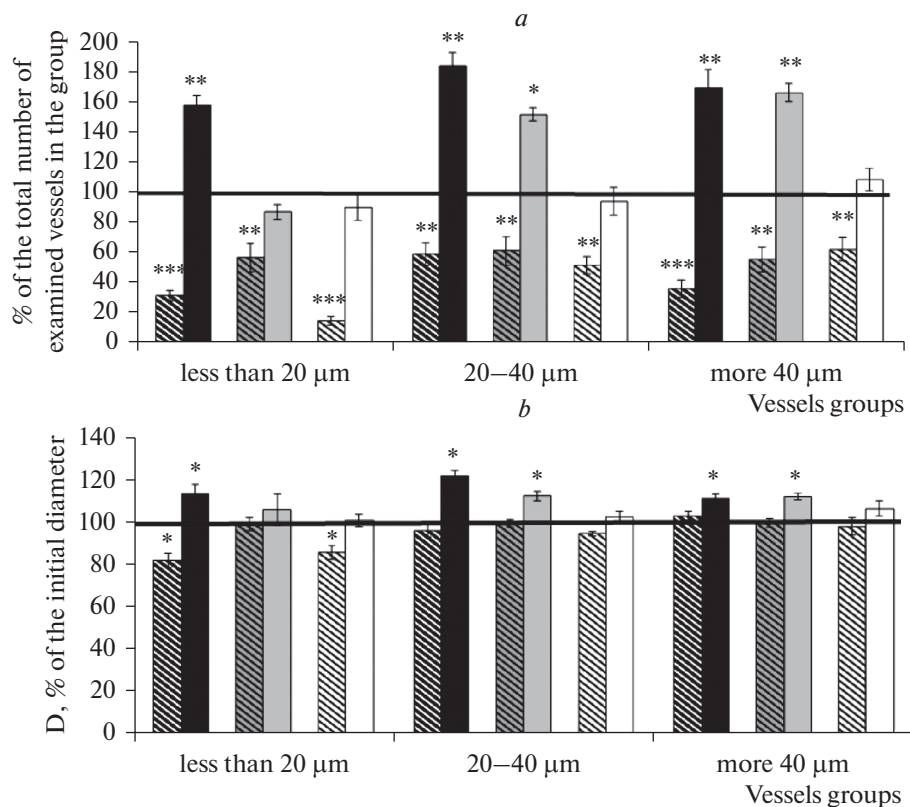 a
% of the total number of
examined vessels in the group
200
180
160
140
120
100
80
60
40
20
0
*** ** ** *** ** ** ** * ** *** ** ** ** **
less than 20 μm 20–40 μm more 40 μm
Vessels groups
b
D, % of the initial diameter
140
120
100
80
60
40
20
0
* * * * * * *
less than 20 μm 20–40 μm more 40 μm
Vessels groups